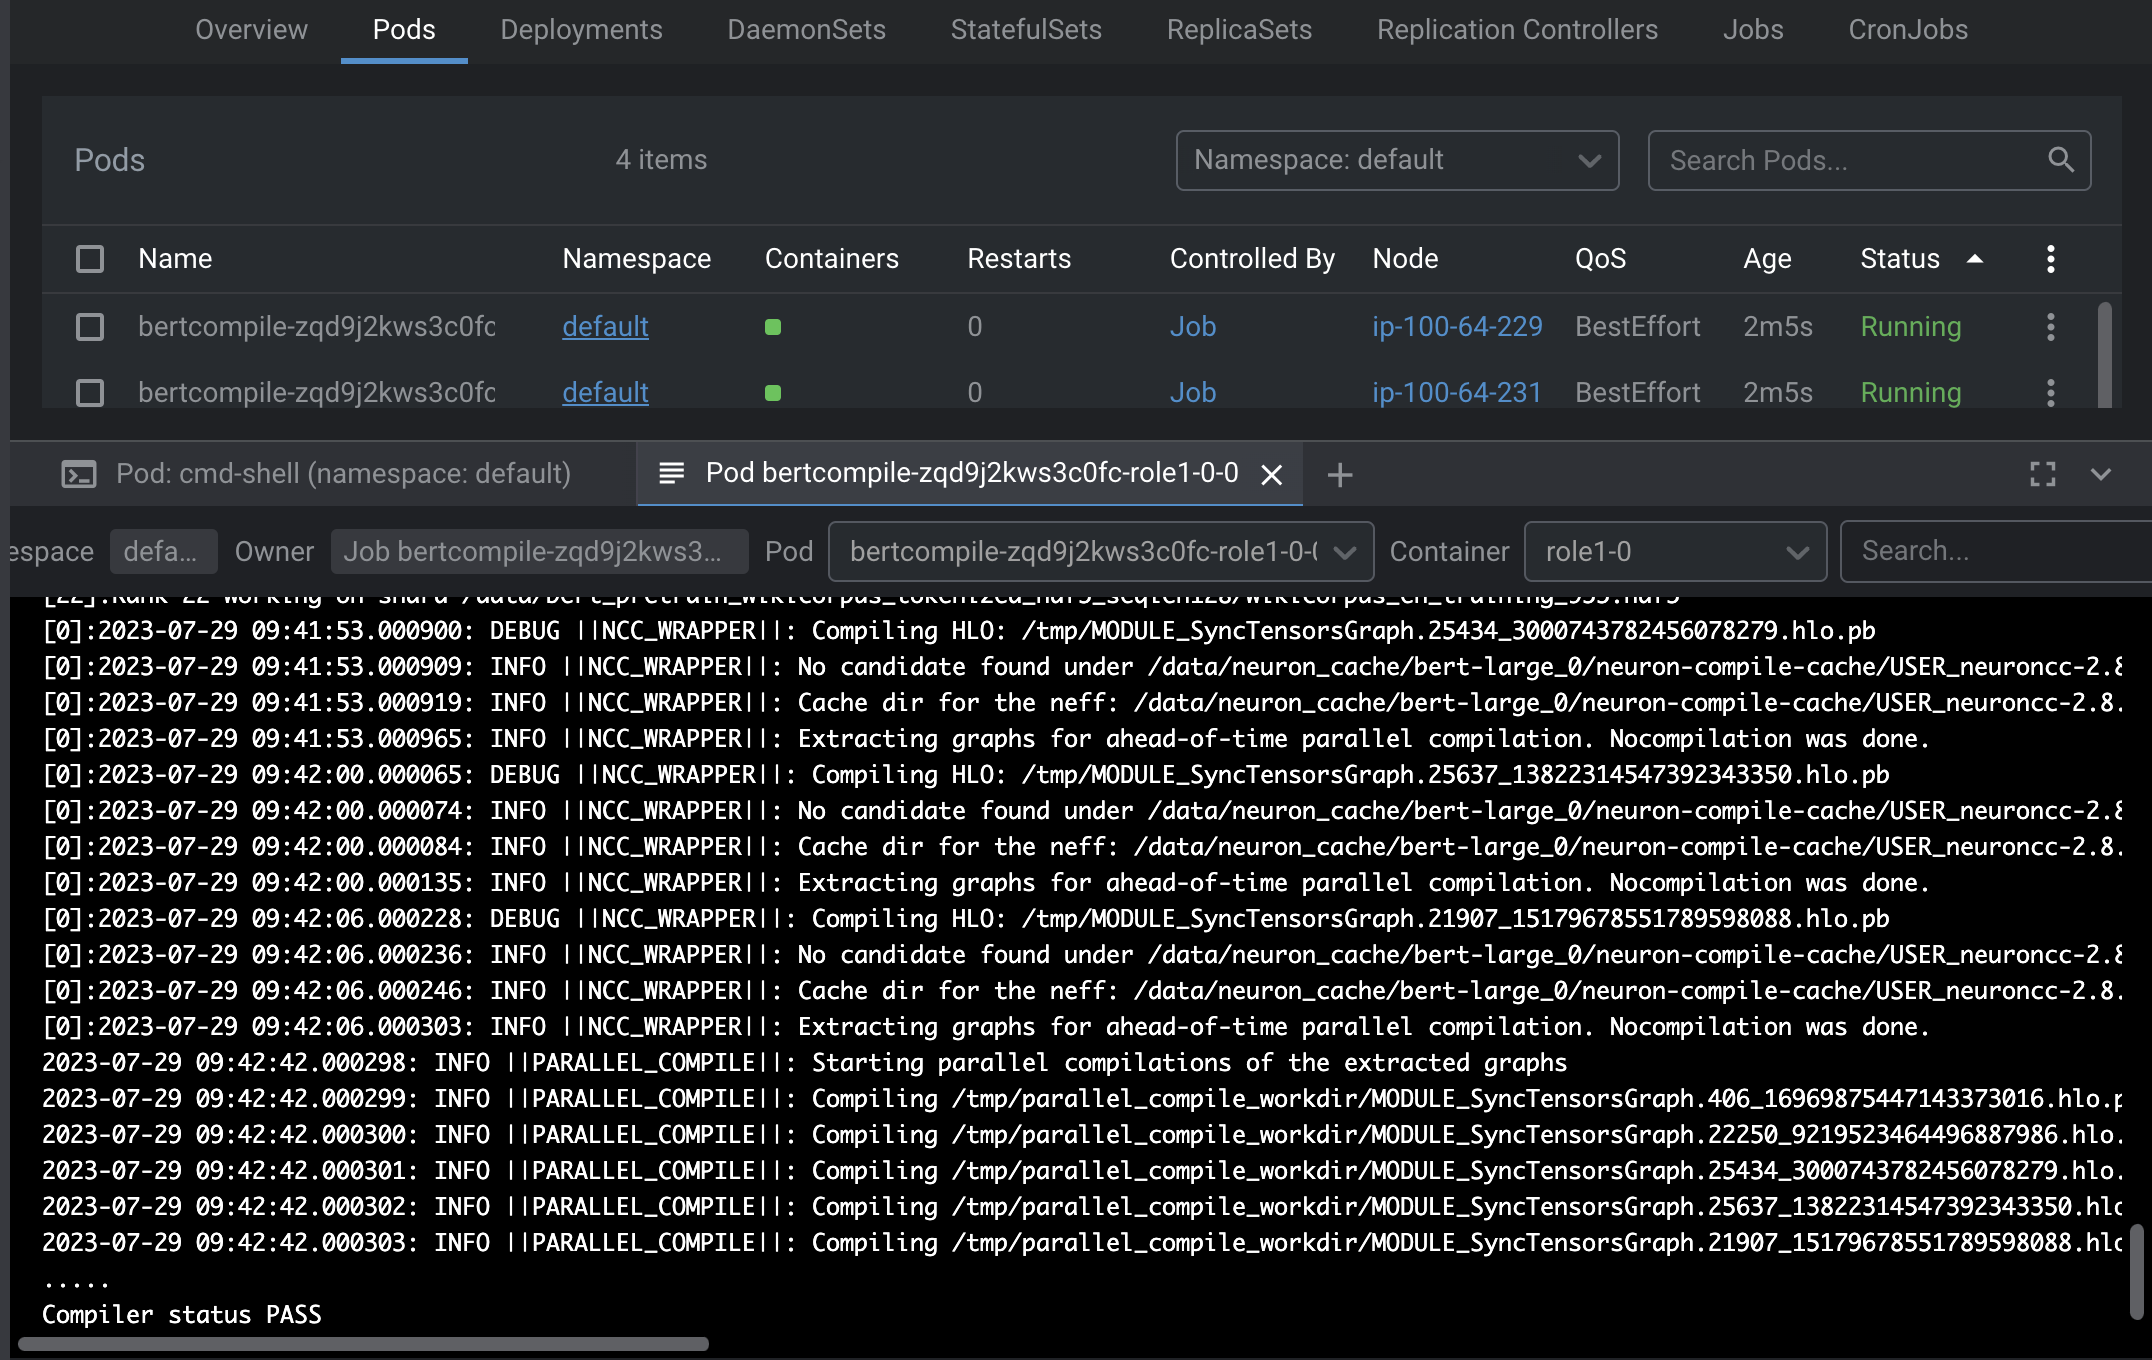 Overview Pods Deployments DaemonSets StatefulSets ReplicaSets Replication Controllers Jobs CronJobs
Pods 4 items Namespace: default Search Pods...
Name Namespace Containers Restarts Controlled By Node QoS Age Status
bertcompile-zqd9j2kws3c0fc default 0 Job ip-100-64-229 BestEffort 2m5s Running
bertcompile-zqd9j2kws3c0fc default 0 Job ip-100-64-231 BestEffort 2m5s Running
Pod: cmd-shell (namespace: default) Pod bertcompile-zqd9j2kws3c0fc-role1-0-0
espace defa... Owner Job bertcompile-zqd9j2kws3... Pod bertcompile-zqd9j2kws3c0fc-role1-0-0 Container role1-0 Search...
[22]:Rank 22 working on shard /data/bert_pretrain_wikicorpus_tokenized_hdf5_seqlen128/wikicorpus_en_training_955.hdf5
[0]:2023-07-29 09:41:53.000900: DEBUG ||NCC_WRAPPER||: Compiling HLO: /tmp/MODULE_SyncTensorsGraph.25434_3000743782456078279.hlo.pb
[0]:2023-07-29 09:41:53.000909: INFO ||NCC_WRAPPER||: No candidate found under /data/neuron_cache/bert-large_0/neuron-compile-cache/USER_neuroncc-2.8
[0]:2023-07-29 09:41:53.000919: INFO ||NCC_WRAPPER||: Cache dir for the neff: /data/neuron_cache/bert-large_0/neuron-compile-cache/USER_neuroncc-2.8.
[0]:2023-07-29 09:41:53.000965: INFO ||NCC_WRAPPER||: Extracting graphs for ahead-of-time parallel compilation. Nocompilation was done.
[0]:2023-07-29 09:42:00.000065: DEBUG ||NCC_WRAPPER||: Compiling HLO: /tmp/MODULE_SyncTensorsGraph.25637_13822314547392343350.hlo.pb
[0]:2023-07-29 09:42:00.000074: INFO ||NCC_WRAPPER||: No candidate found under /data/neuron_cache/bert-large_0/neuron-compile-cache/USER_neuroncc-2.8
[0]:2023-07-29 09:42:00.000084: INFO ||NCC_WRAPPER||: Cache dir for the neff: /data/neuron_cache/bert-large_0/neuron-compile-cache/USER_neuroncc-2.8.
[0]:2023-07-29 09:42:00.000135: INFO ||NCC_WRAPPER||: Extracting graphs for ahead-of-time parallel compilation. Nocompilation was done.
[0]:2023-07-29 09:42:06.000228: DEBUG ||NCC_WRAPPER||: Compiling HLO: /tmp/MODULE_SyncTensorsGraph.21907_15179678551789598088.hlo.pb
[0]:2023-07-29 09:42:06.000236: INFO ||NCC_WRAPPER||: No candidate found under /data/neuron_cache/bert-large_0/neuron-compile-cache/USER_neuroncc-2.8
[0]:2023-07-29 09:42:06.000246: INFO ||NCC_WRAPPER||: Cache dir for the neff: /data/neuron_cache/bert-large_0/neuron-compile-cache/USER_neuroncc-2.8.
[0]:2023-07-29 09:42:06.000303: INFO ||NCC_WRAPPER||: Extracting graphs for ahead-of-time parallel compilation. Nocompilation was done.
2023-07-29 09:42:42.000298: INFO ||PARALLEL_COMPILE||: Starting parallel compilations of the extracted graphs
2023-07-29 09:42:42.000299: INFO ||PARALLEL_COMPILE||: Compiling /tmp/parallel_compile_workdir/MODULE_SyncTensorsGraph.406_16969875447143373016.hlo.p
2023-07-29 09:42:42.000300: INFO ||PARALLEL_COMPILE||: Compiling /tmp/parallel_compile_workdir/MODULE_SyncTensorsGraph.22250_9219523464496887986.hlo.
2023-07-29 09:42:42.000301: INFO ||PARALLEL_COMPILE||: Compiling /tmp/parallel_compile_workdir/MODULE_SyncTensorsGraph.25434_3000743782456078279.hlo.
2023-07-29 09:42:42.000302: INFO ||PARALLEL_COMPILE||: Compiling /tmp/parallel_compile_workdir/MODULE_SyncTensorsGraph.25637_13822314547392343350.hlo
2023-07-29 09:42:42.000303: INFO ||PARALLEL_COMPILE||: Compiling /tmp/parallel_compile_workdir/MODULE_SyncTensorsGraph.21907_15179678551789598088.hlo
.....
Compiler status PASS